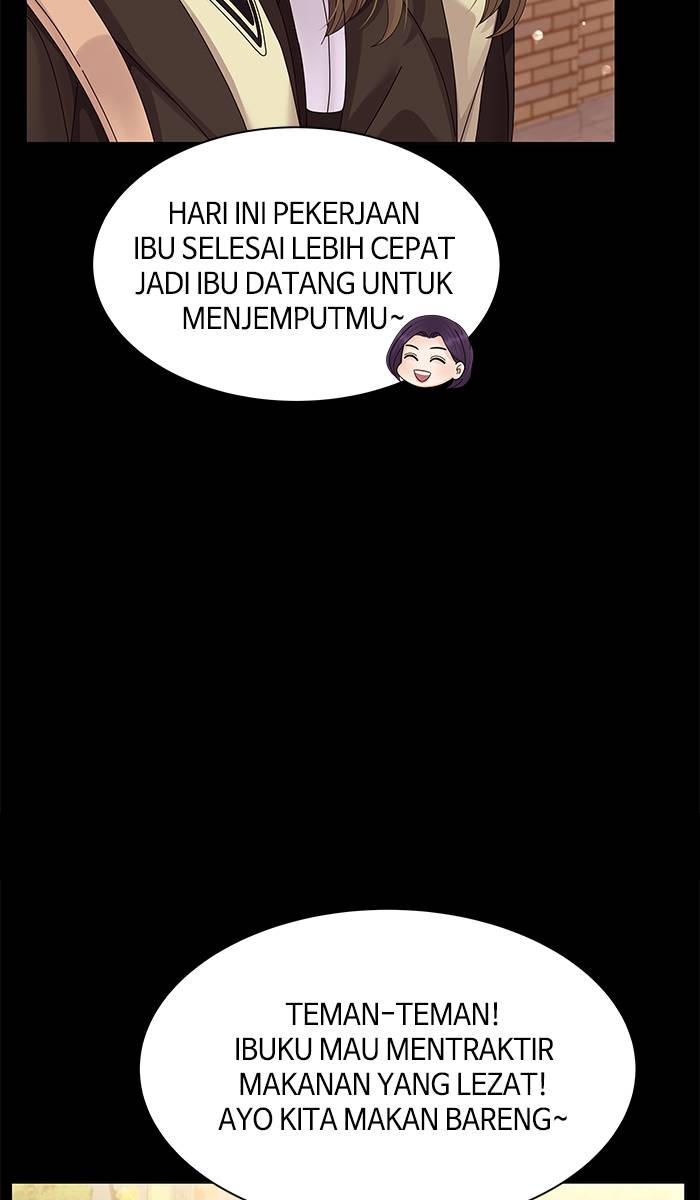 HARI INI PEKERJAAN
IBU SELESAI LEBIH CEPAT
JADI IBU DATANG UNTUK
MENJEMPUTMU~
TEMAN-TEMAN!
IBUKU MAU MENTRAKTIR
MAKANAN YANG LEZAT!
AYO KITA MAKAN BARENG~